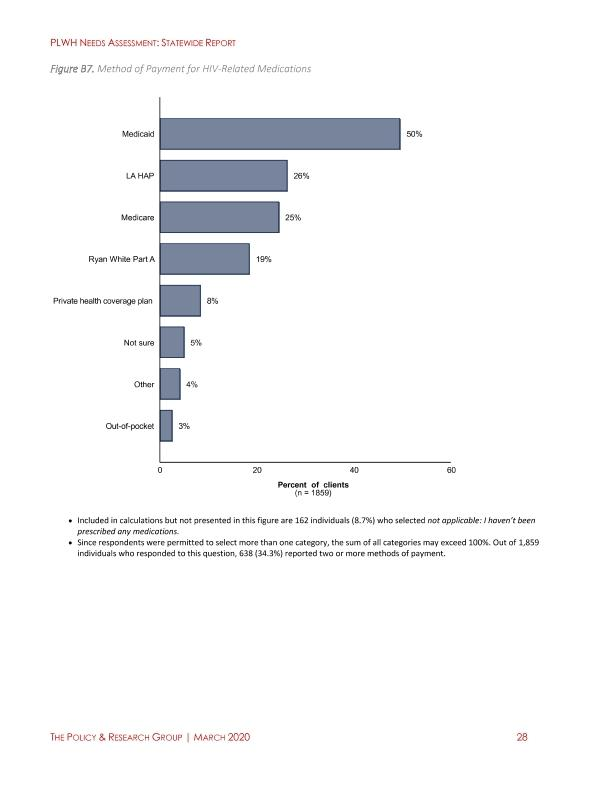 PLWH NEEDS ASSESSMENT: STATEWIDE REPORT
Figure B7. Method of Payment for HIV-Related Medications
Medicaid 50%
LA HAP 26%
Medicare 25%
Ryan White Part A 19%
Private health coverage plan 8%
Not sure 5%
Other 4%
Out-of-pocket 3%
0 20 40 60
Percent of clients
(n = 1859)
• Included in calculations but not presented in this figure are 162 individuals (8.7%) who selected not applicable: I haven't been
prescribed any medications.
• Since respondents were permitted to select more than one category, the sum of all categories may exceed 100%. Out of 1,859
individuals who responded to this question, 638 (34.3%) reported two or more methods of payment.
THE POLICY & RESEARCH GROUP | MARCH 2020 28